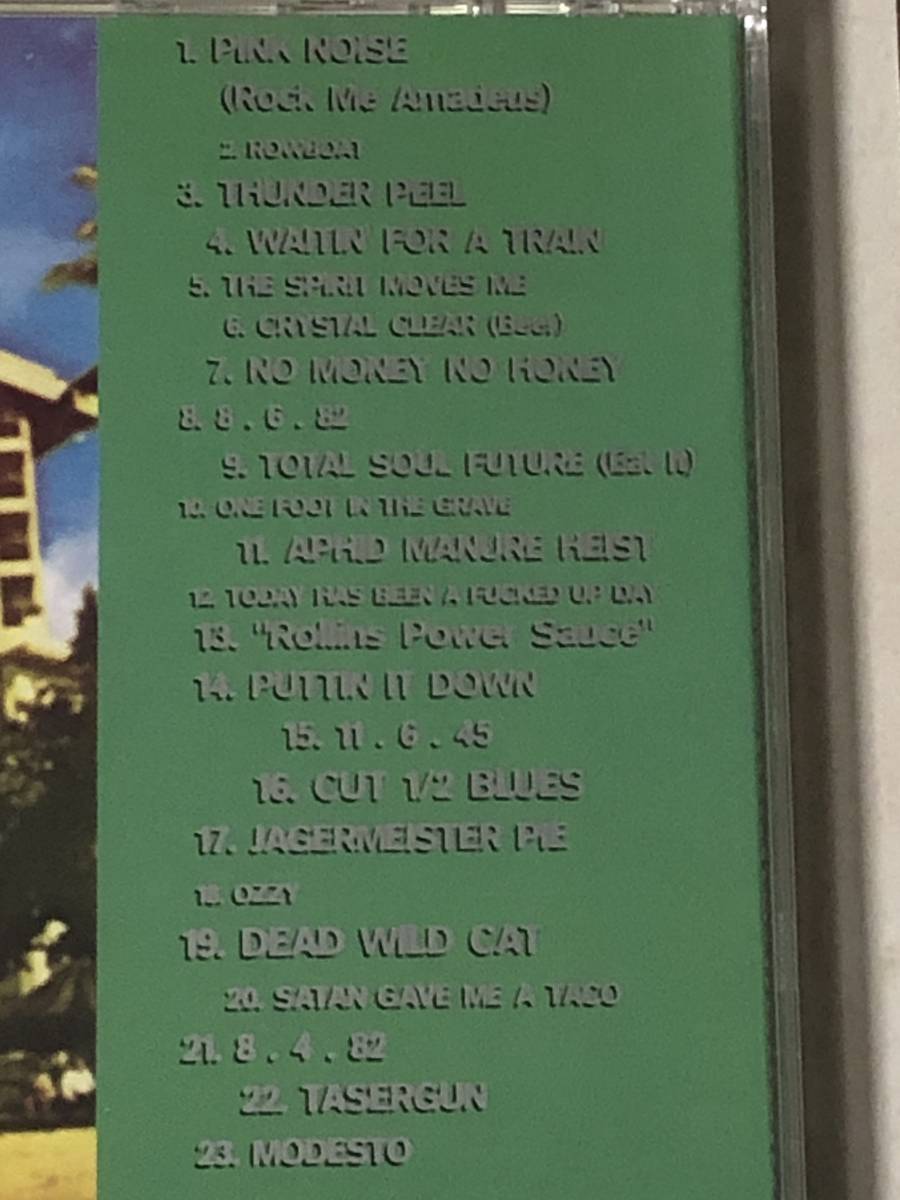 1. PINK NOISE
(Rock Me Amadeus)
2. ROWBOAT
3. THUNDER PEEL
4. WAITIN' FOR A TRAIN
5. THE SPIRIT MOVES ME
6. CRYSTAL CLEAR (Beer)
7. NO MONEY NO HONEY
8. 8 . 6 . 82
9. TOTAL SOUL FUTURE (Eat It)
10. ONE FOOT IN THE GRAVE
11. APHID MANURE HEIST
12. TODAY HAS BEEN A FUCKED UP DAY
13. "Rollins Power Sauce"
14. PUTTIN IT DOWN
15. 11 . 6 . 45
16. CUT 1/2 BLUES
17. JAGERMEISTER PIE
18. OZZY
19. DEAD WILD CAT
20. SATAN GAVE ME A TACO
21. 8 . 4 . 82
22. TASERGUN
23. MODESTO